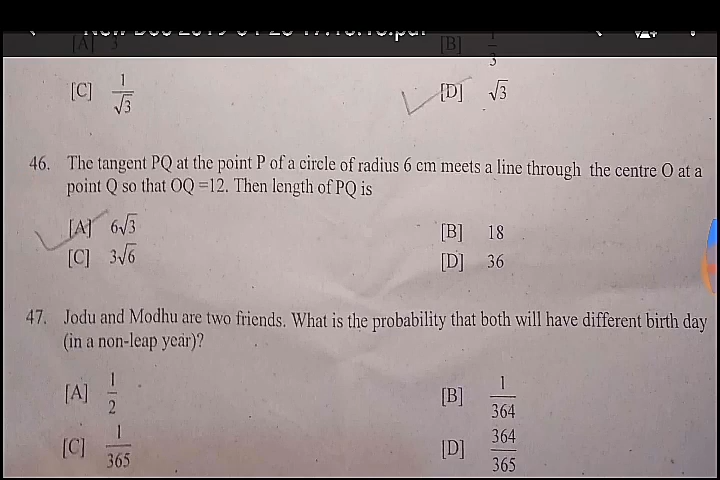 [A] 3 [B] 1/3
[C] 1/√3 [D] √3
46. The tangent PQ at the point P of a circle of radius 6 cm meets a line through the centre O at a
point Q so that OQ =12. Then length of PQ is
[A] 6√3 [B] 18
[C] 3√6 [D] 36
47. Jodu and Modhu are two friends. What is the probability that both will have different birth day
(in a non-leap year)?
[A] 1/2 [B] 1/364
[C] 1/365 [D] 364/365